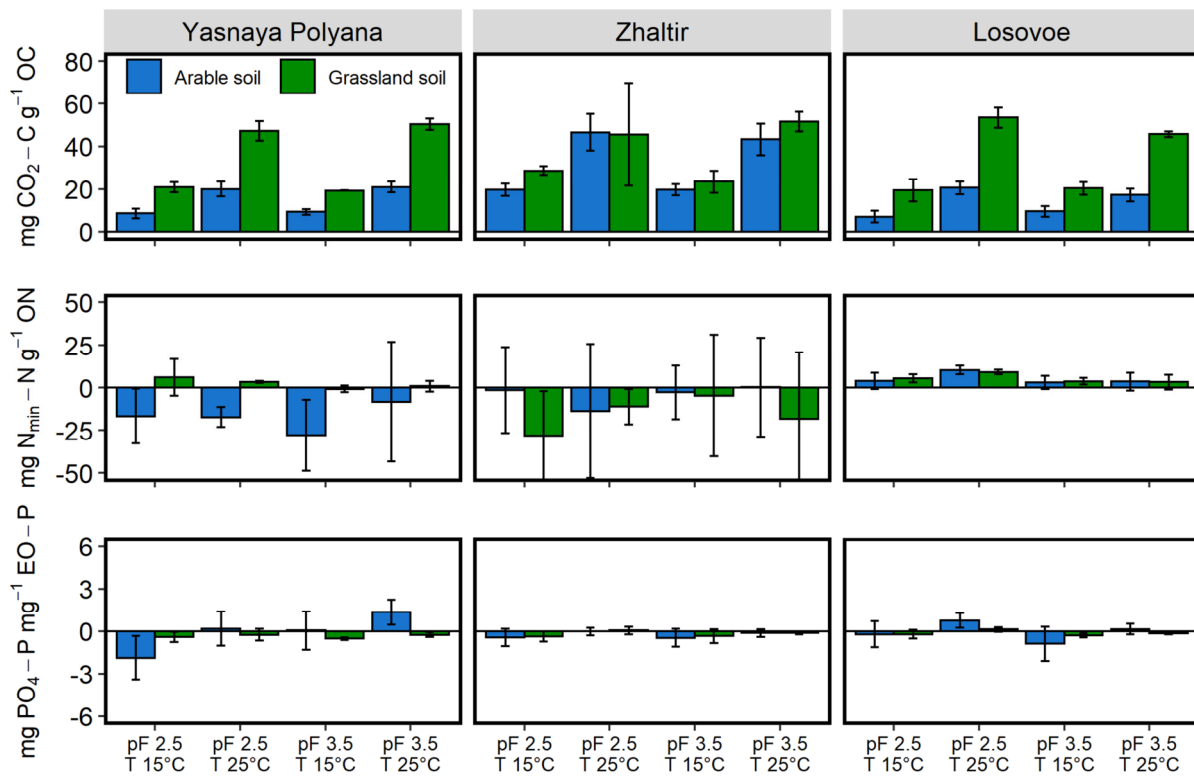 Yasnaya Polyana
Zhaltir
Losovoe
mg CO₂−C g⁻¹ OC
80
60
40
20
0
Arable soil
Grassland soil
mg Nmin−N g⁻¹ ON
50
25
0
-25
-50
mg PO₄−P mg⁻¹ EO−P
6
3
0
-3
-6
pF 2.5 pF 2.5 pF 3.5 pF 3.5
T 15°C T 25°C T 15°C T 25°C
pF 2.5 pF 2.5 pF 3.5 pF 3.5
T 15°C T 25°C T 15°C T 25°C
pF 2.5 pF 2.5 pF 3.5 pF 3.5
T 15°C T 25°C T 15°C T 25°C